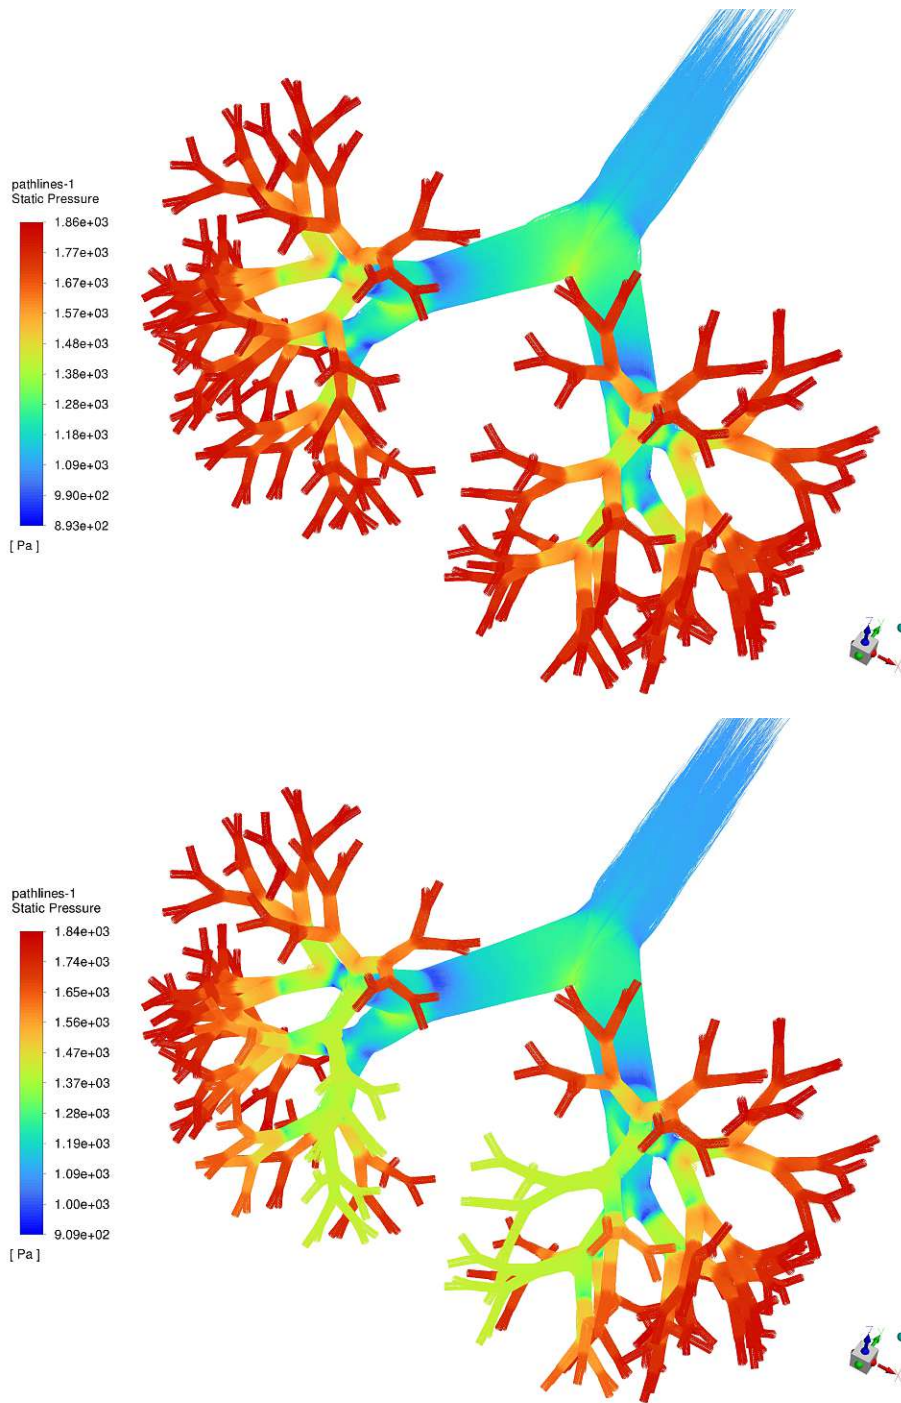 pathlines-1
Static Pressure
1.86e+03
1.77e+03
1.67e+03
1.57e+03
1.48e+03
1.38e+03
1.28e+03
1.18e+03
1.09e+03
9.90e+02
8.93e+02
[ Pa ]
Z
X
pathlines-1
Static Pressure
1.84e+03
1.74e+03
1.65e+03
1.56e+03
1.47e+03
1.37e+03
1.28e+03
1.19e+03
1.09e+03
1.00e+03
9.09e+02
[ Pa ]
Z
X